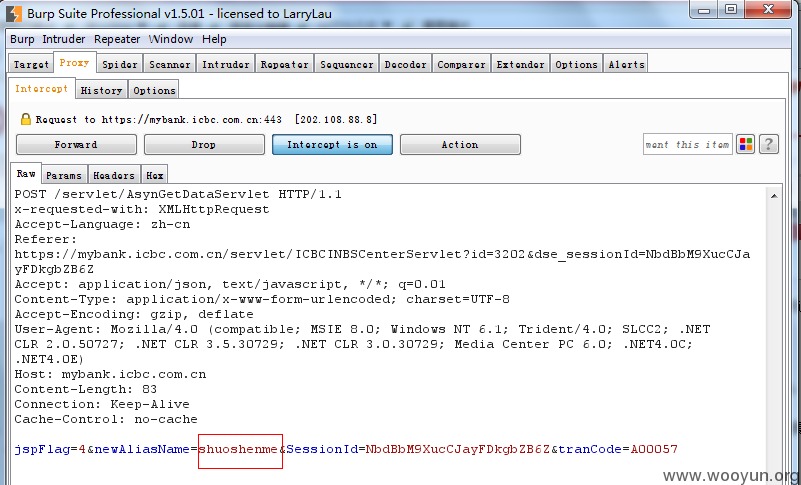 Burp Suite Professional v1.5.01 - licensed to LarryLau
Burp Intruder Repeater Window Help
Target Proxy Spider Scanner Intruder Repeater Sequencer Decoder Comparer Extender Options Alerts
Intercept History Options
Request to https://mybank.icbc.com.cn:443 [202.108.88.8]
Forward Drop Intercept is on Action ment this item ?
Raw Params Headers Hex
POST /servlet/AsynGetDataServlet HTTP/1.1
x-requested-with: XMLHttpRequest
Accept-Language: zh-cn
Referer:
https://mybank.icbc.com.cn/servlet/ICBCINBSCenterServlet?id=3202&dse_sessionId=NbdBbM9XucCJa
yFDkgbZB6Z
Accept: application/json, text/javascript, */*; q=0.01
Content-Type: application/x-www-form-urlencoded; charset=UTF-8
Accept-Encoding: gzip, deflate
User-Agent: Mozilla/4.0 (compatible; MSIE 8.0; Windows NT 6.1; Trident/4.0; SLCC2; .NET
CLR 2.0.50727; .NET CLR 3.5.30729; .NET CLR 3.0.30729; Media Center PC 6.0; .NET4.0C;
.NET4.0E)
Host: mybank.icbc.com.cn
Content-Length: 83
Connection: Keep-Alive
Cache-Control: no-cache
jspFlag=4&newAliasName=shuoshenme&SessionId=NbdBbM9XucCJayFDkgbZB6Z&tranCode=A00057
www.wooyun.org